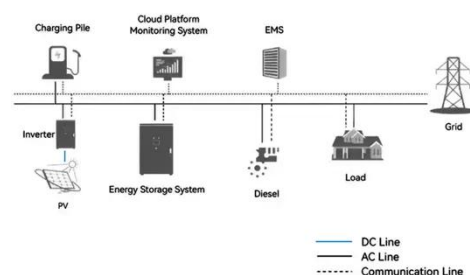 Charging Pile
Cloud Platform
Monitoring System
EMS
Grid
Inverter
PV
Energy Storage System
Diesel
Load
DC Line
AC Line
Communication Line